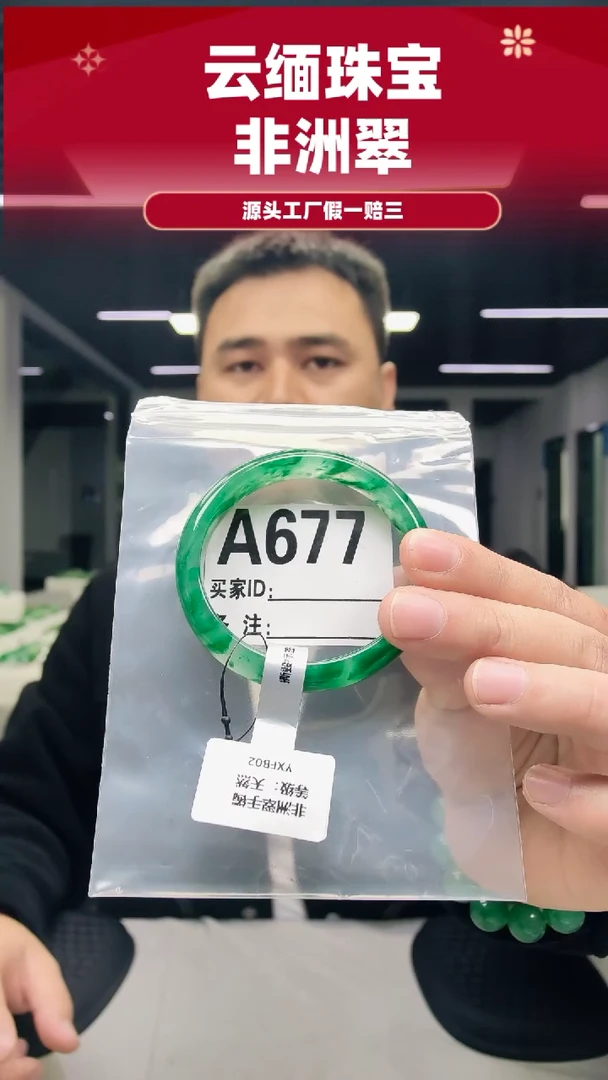 云缅珠宝
非洲翠
源头工厂假一赔三
A677
买家ID:
注:
非洲翠手镯
等级：天然
YXFB02